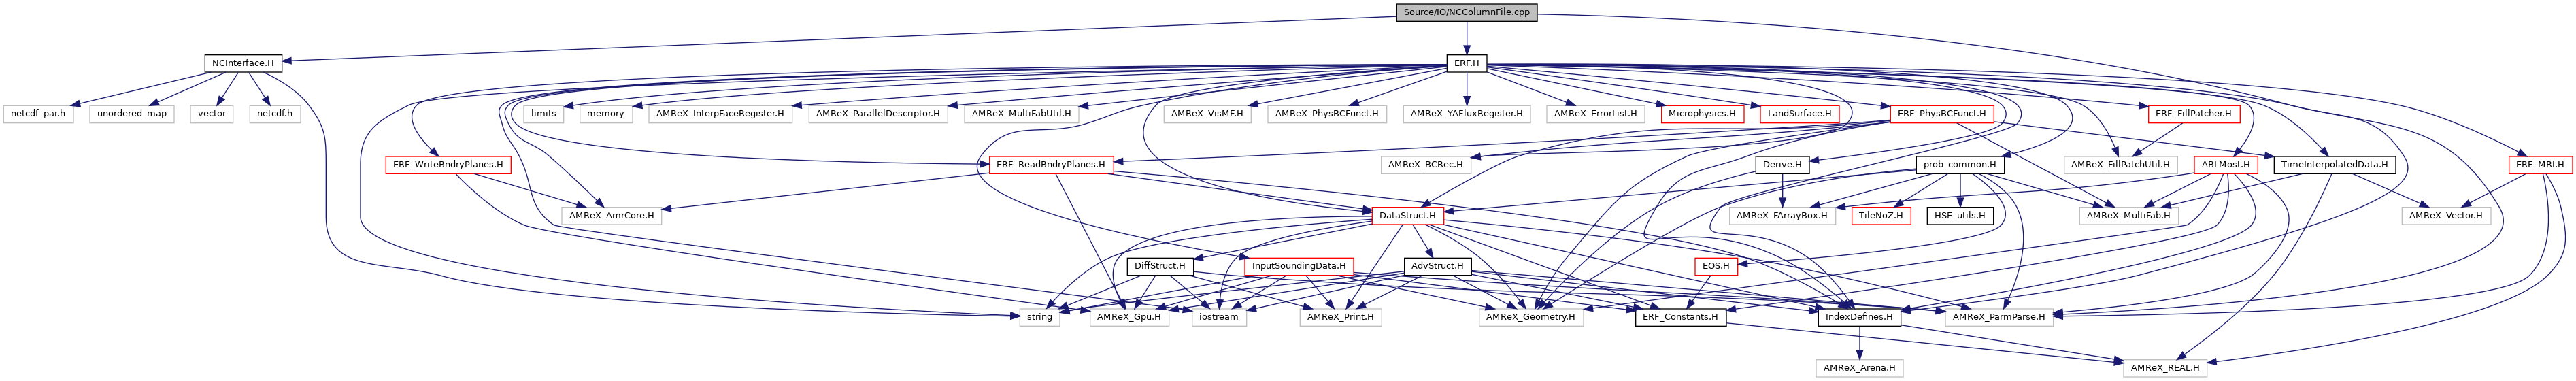 Source/IO/NCColumnFile.cpp
NCInterface.H
ERF.H
netcdf_par.h
unordered_map
vector
netcdf.h
limits
memory
AMReX_InterpFaceRegister.H
AMReX_ParallelDescriptor.H
AMReX_MultiFabUtil.H
AMReX_VisMF.H
AMReX_PhysBCFunct.H
AMReX_YAFluxRegister.H
AMReX_ErrorList.H
Microphysics.H
LandSurface.H
ERF_PhysBCFunct.H
ERF_FillPatcher.H
ERF_WriteBndryPlanes.H
ERF_ReadBndryPlanes.H
AMReX_BCRec.H
Derive.H
prob_common.H
AMReX_FillPatchUtil.H
ABLMost.H
TimeInterpolatedData.H
ERF_MRI.H
AMReX_AmrCore.H
DataStruct.H
AMReX_FArrayBox.H
TileNoZ.H
HSE_utils.H
AMReX_MultiFab.H
AMReX_Vector.H
DiffStruct.H
InputSoundingData.H
AdvStruct.H
EOS.H
string
AMReX_Gpu.H
iostream
AMReX_Print.H
AMReX_Geometry.H
ERF_Constants.H
IndexDefines.H
AMReX_ParmParse.H
AMReX_Arena.H
AMReX_REAL.H